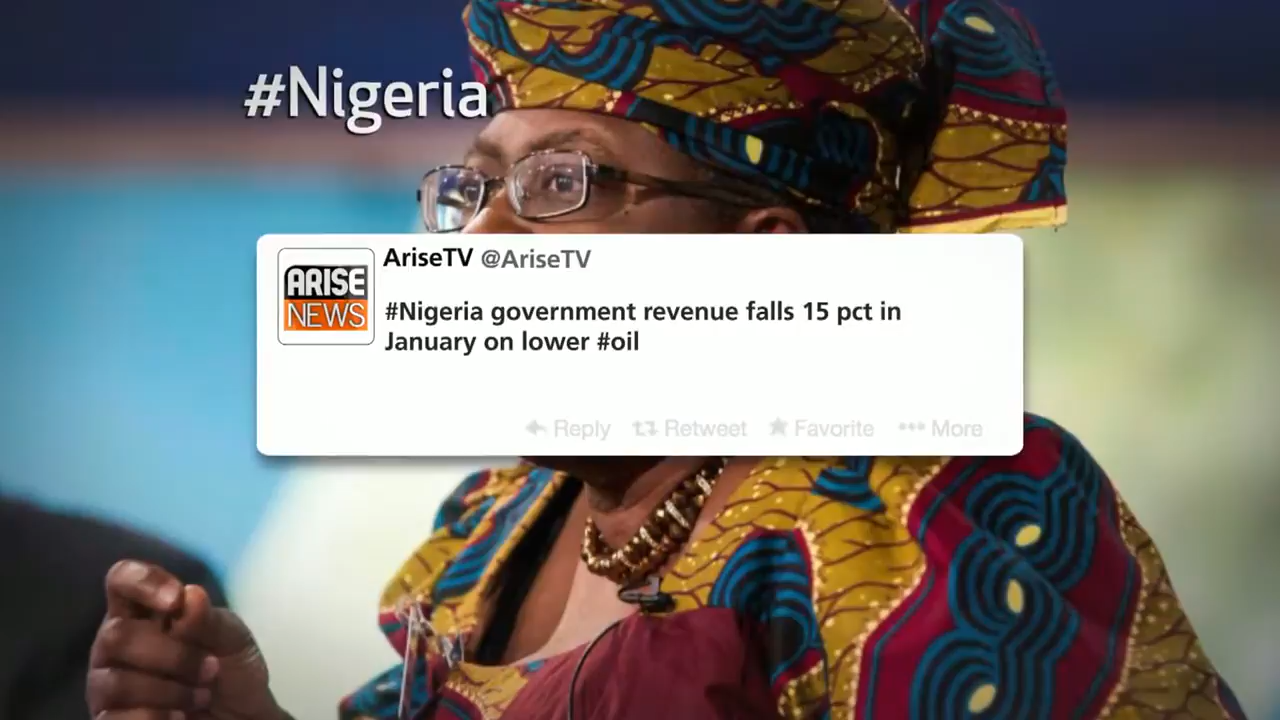 #Nigeria
ARISE
NEWS
AriseTV @AriseTV
#Nigeria government revenue falls 15 pct in
January on lower #oil
Reply Retweet Favorite More